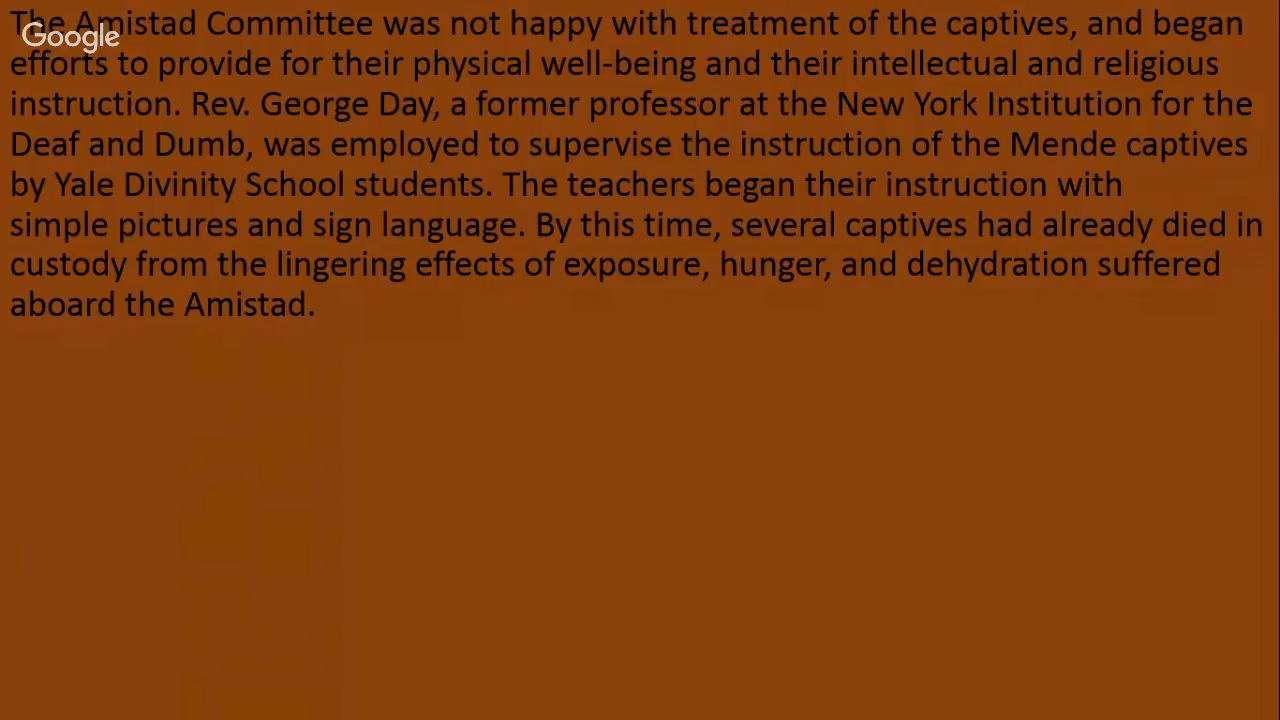 The Amistad Committee was not happy with treatment of the captives, and began
Google
efforts to provide for their physical well-being and their intellectual and religious
instruction. Rev. George Day, a former professor at the New York Institution for the
Deaf and Dumb, was employed to supervise the instruction of the Mende captives
by Yale Divinity School students. The teachers began their instruction with
simple pictures and sign language. By this time, several captives had already died in
custody from the lingering effects of exposure, hunger, and dehydration suffered
aboard the Amistad.